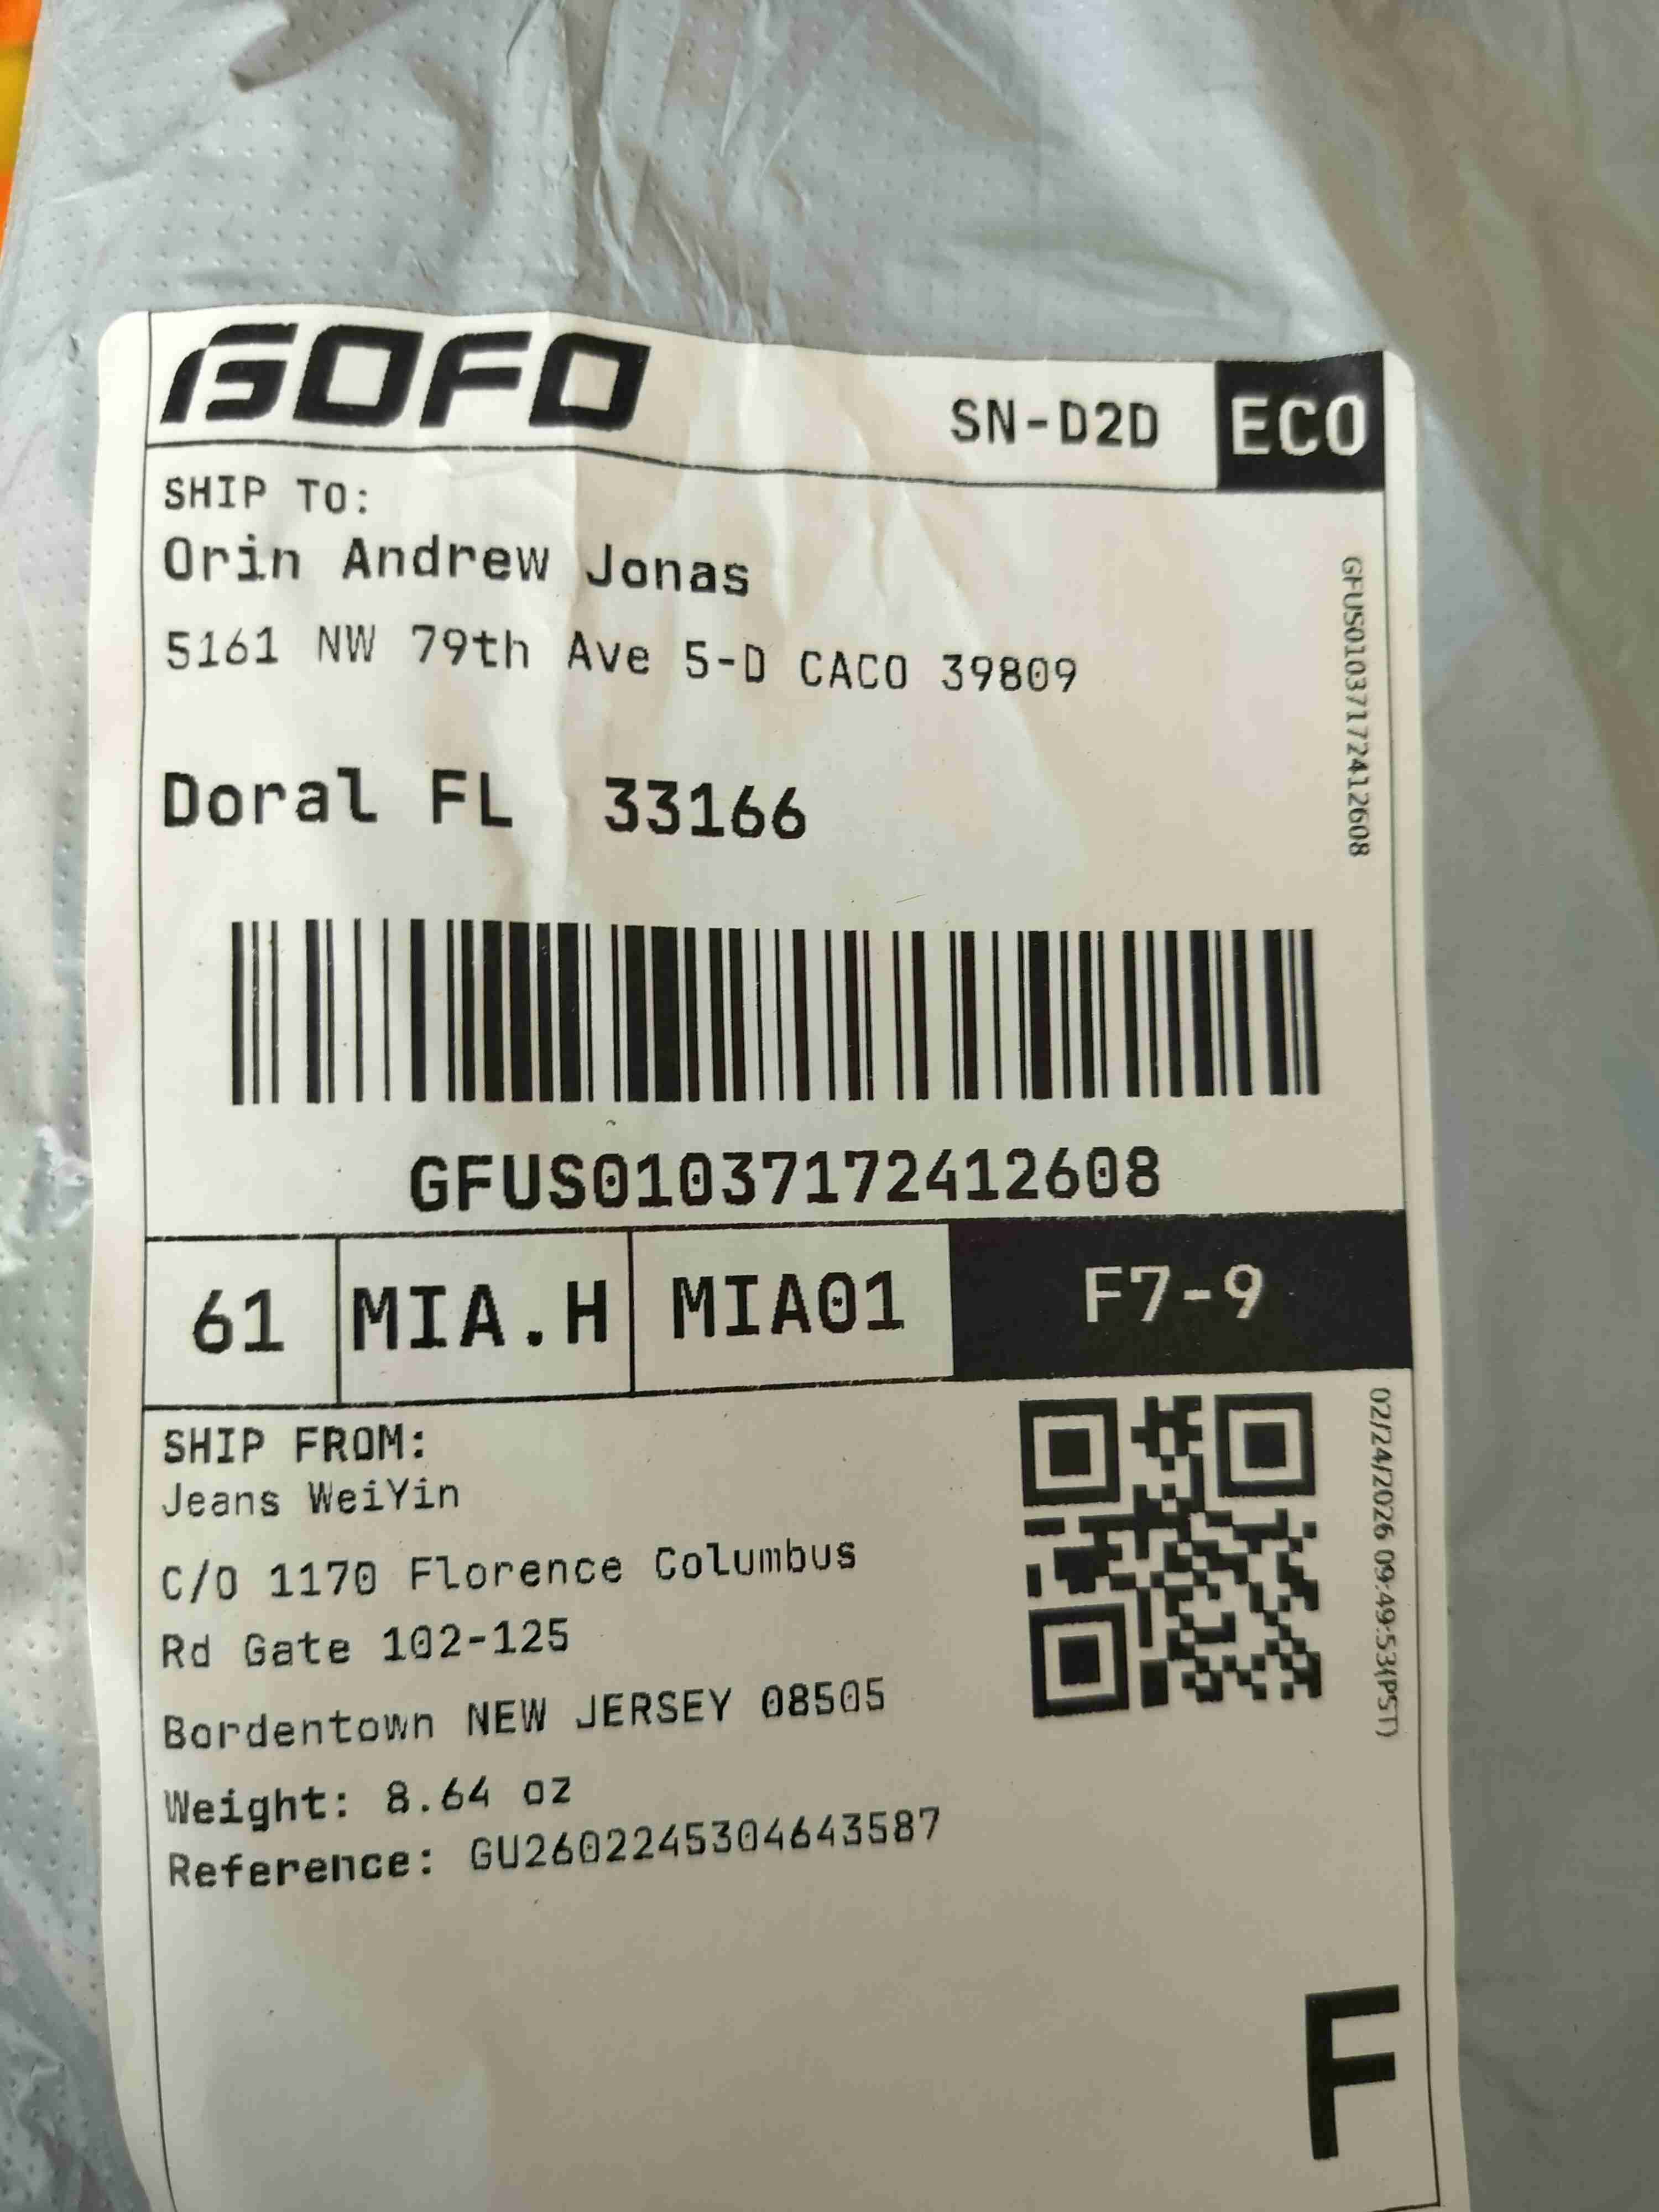 GOFO
SN-D2D
ECO
SHIP TO:
Orin Andrew Jonas
5161 NW 79th Ave 5-D CACO 39809
Doral FL 33166
GFUS01037172412608
GFUS01037172412608
61
MIA.H
MIA01
F7-9
SHIP FROM:
Jeans WeiYin
C/O 1170 Florence Columbus
Rd Gate 102-125
Bordentown NEW JERSEY 08505
Weight: 8.64 oz
Reference: GU2602245304643587
02/24/2026 09:49:53(PST)
F